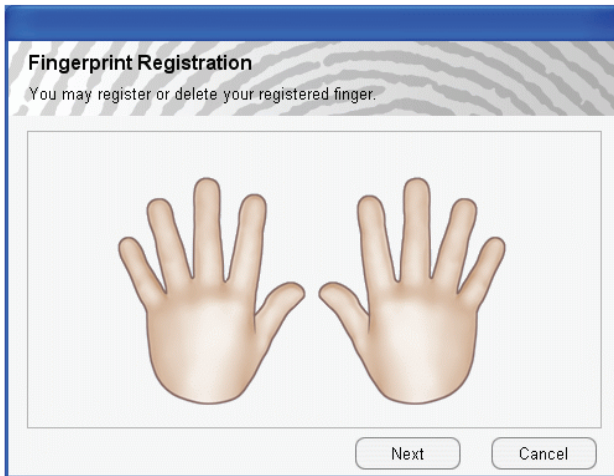 Fingerprint Registration
You may register or delete your registered finger.
Next
Cancel